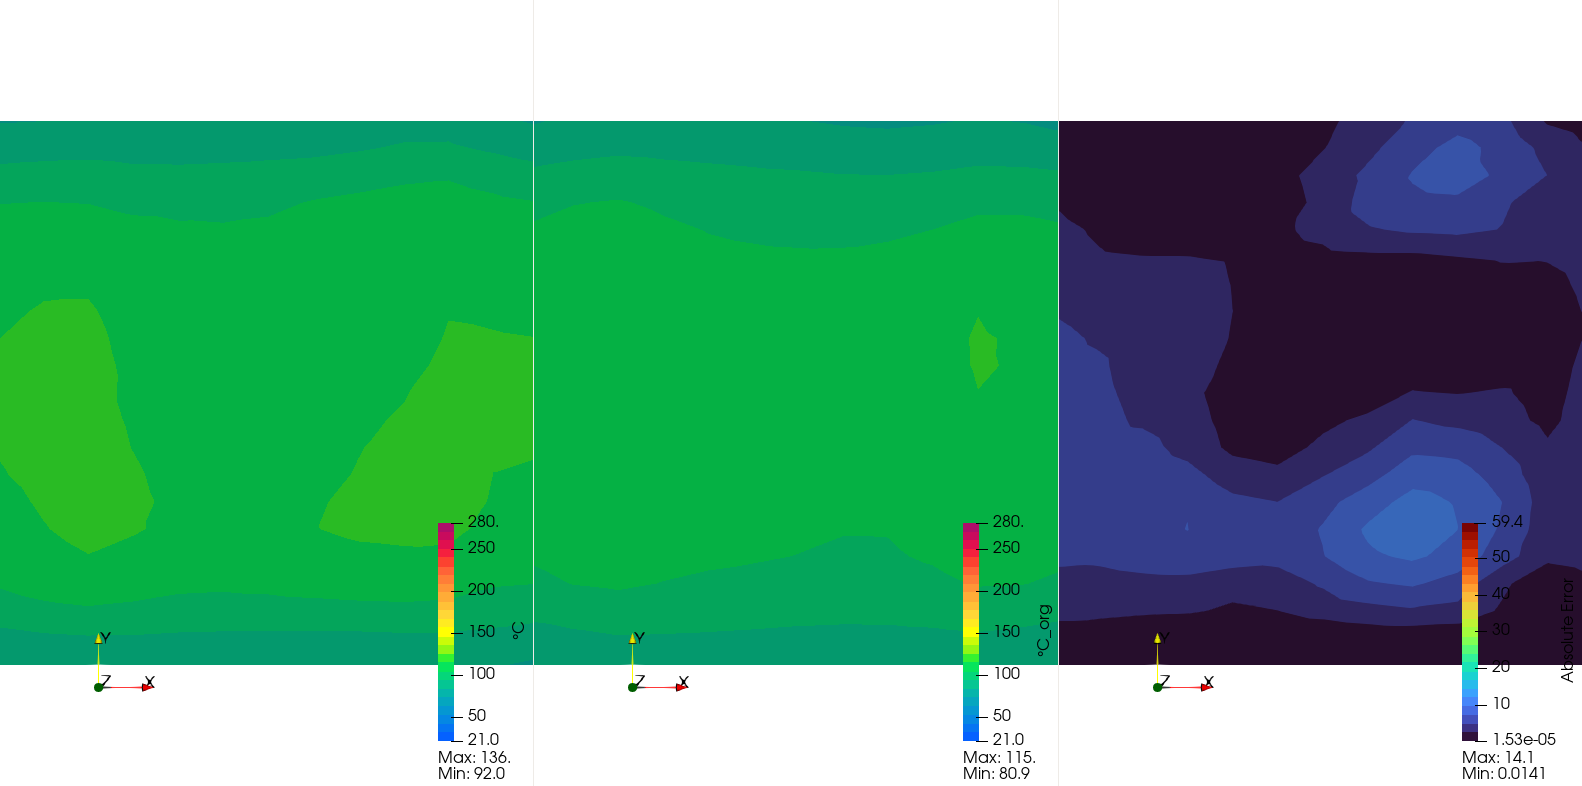 280.
250
200
150
100
50
21.0
°C
Max: 136.
Min: 92.0
Y
Z
X
280.
250
200
150
100
50
21.0
°C_org
Max: 115.
Min: 80.9
Y
Z
X
59.4
50
40
30
20
10
1.53e-05
Absolute Error
Max: 14.1
Min: 0.0141
Y
Z
X